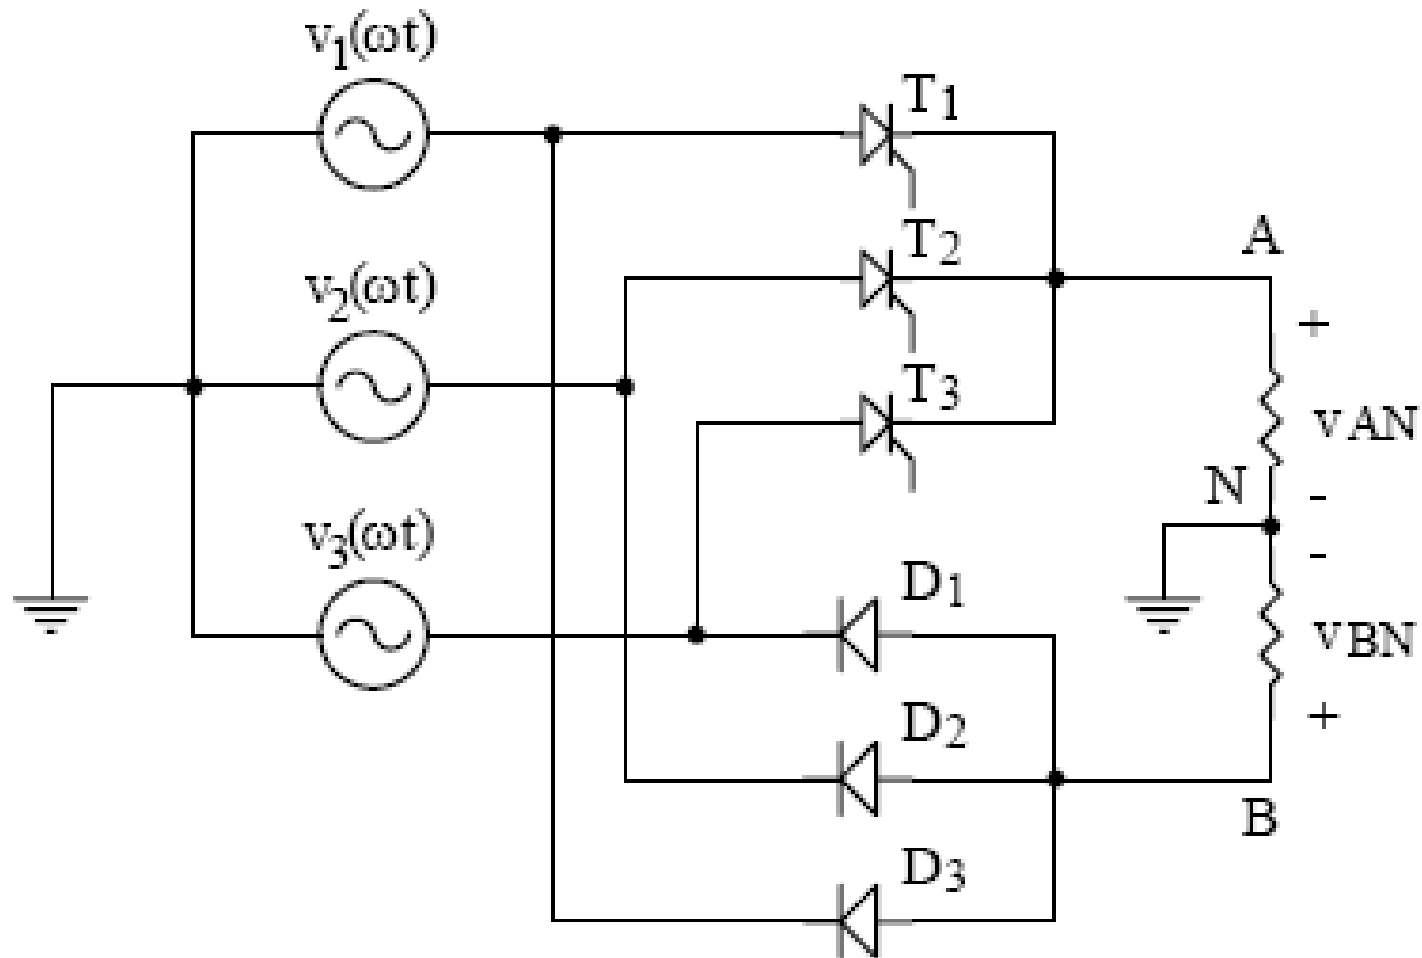 v1(ωt)
T1
T2
A
+
v2(ωt)
T3
vAN
N
-
v3(ωt)
-
D1
vBN
D2
+
B
D3